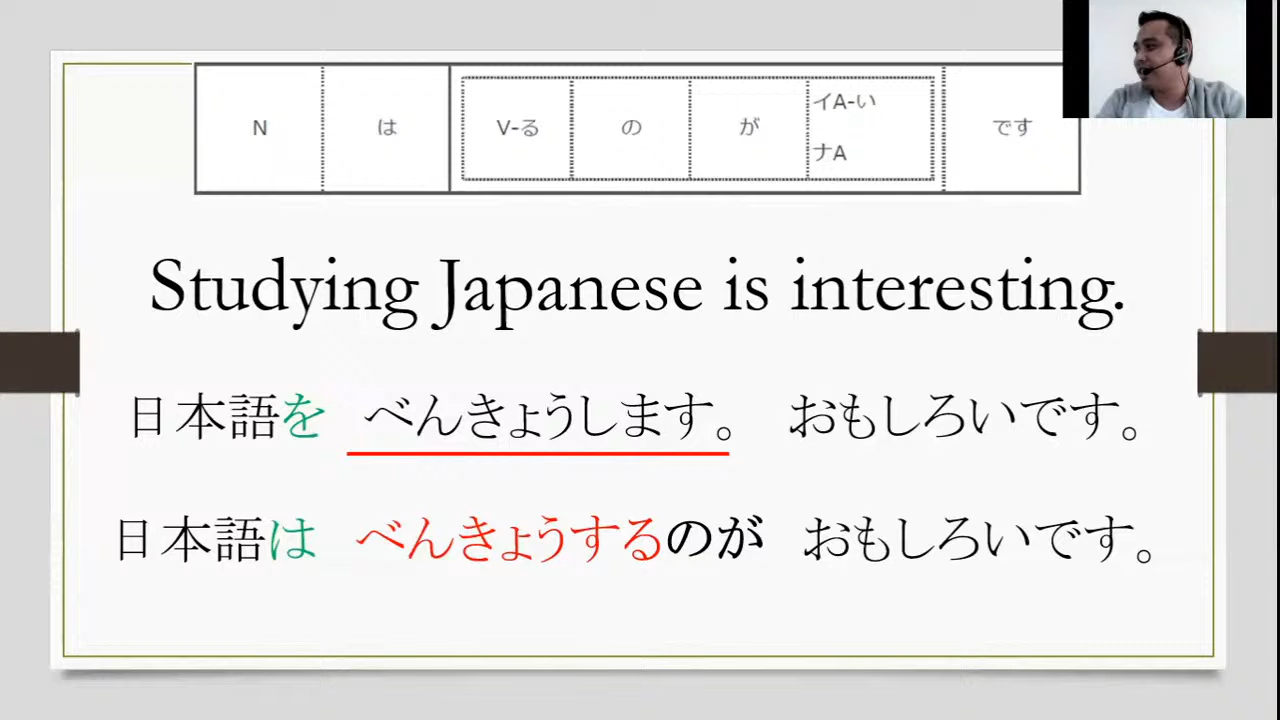 N は V-る の が イA-い です
ナA
Studying Japanese is interesting.
日本語を べんきょうします。 おもしろいです。
日本語は べんきょうするのが おもしろいです。